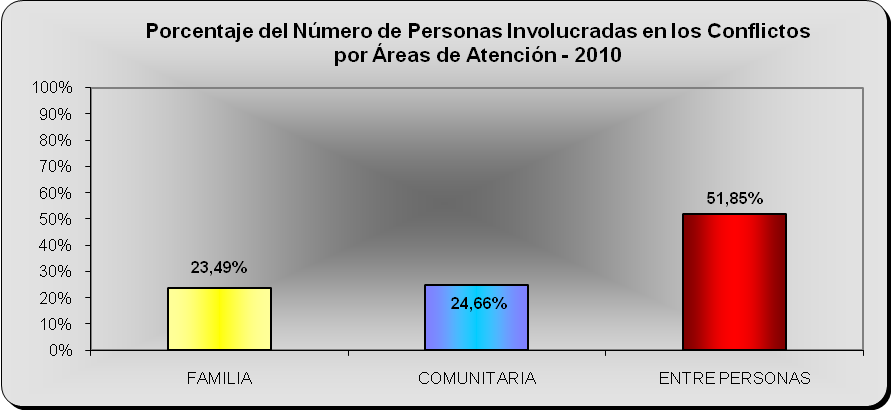 Porcentaje del Número de Personas Involucradas en los Conflictos
por Áreas de Atención - 2010
100%
90%
80%
70%
60%
50%
40%
30%
20%
10%
0%
23,49%
24,66%
51,85%
FAMILIA
COMUNITARIA
ENTRE PERSONAS